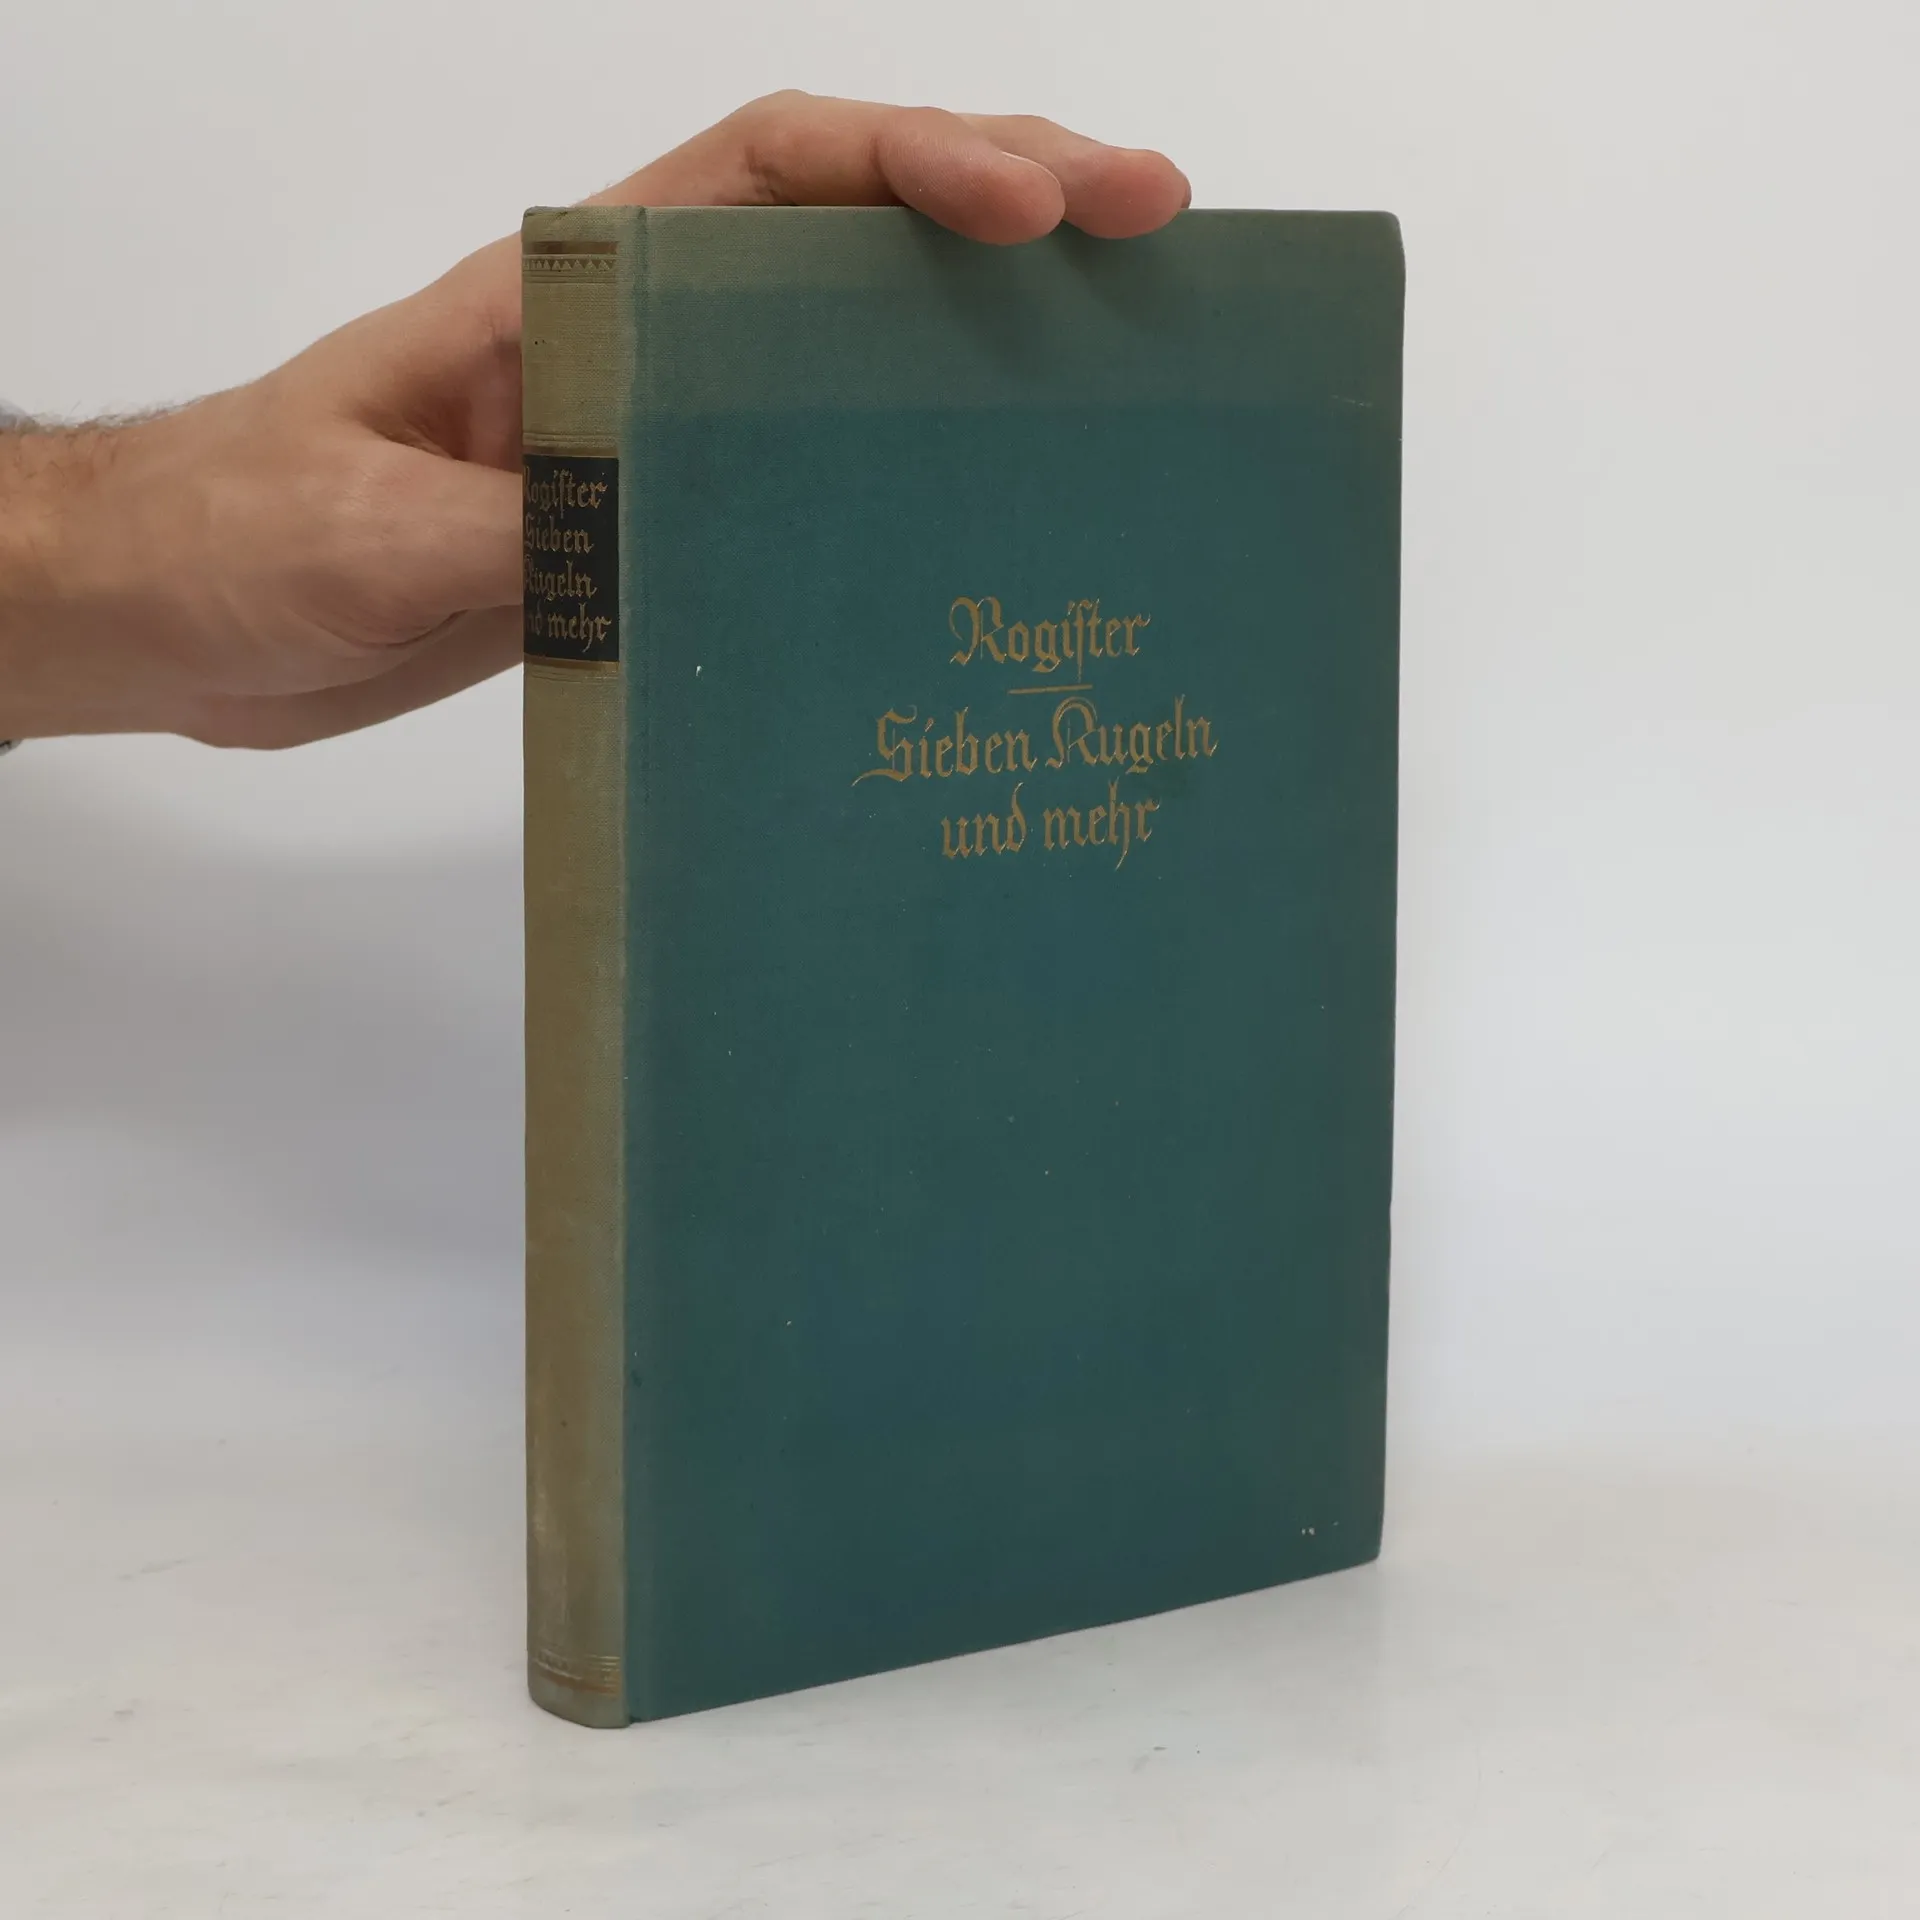 Rogister
Sieben
Kugeln
und mehr
Rogister
Sieben Kugeln
und mehr